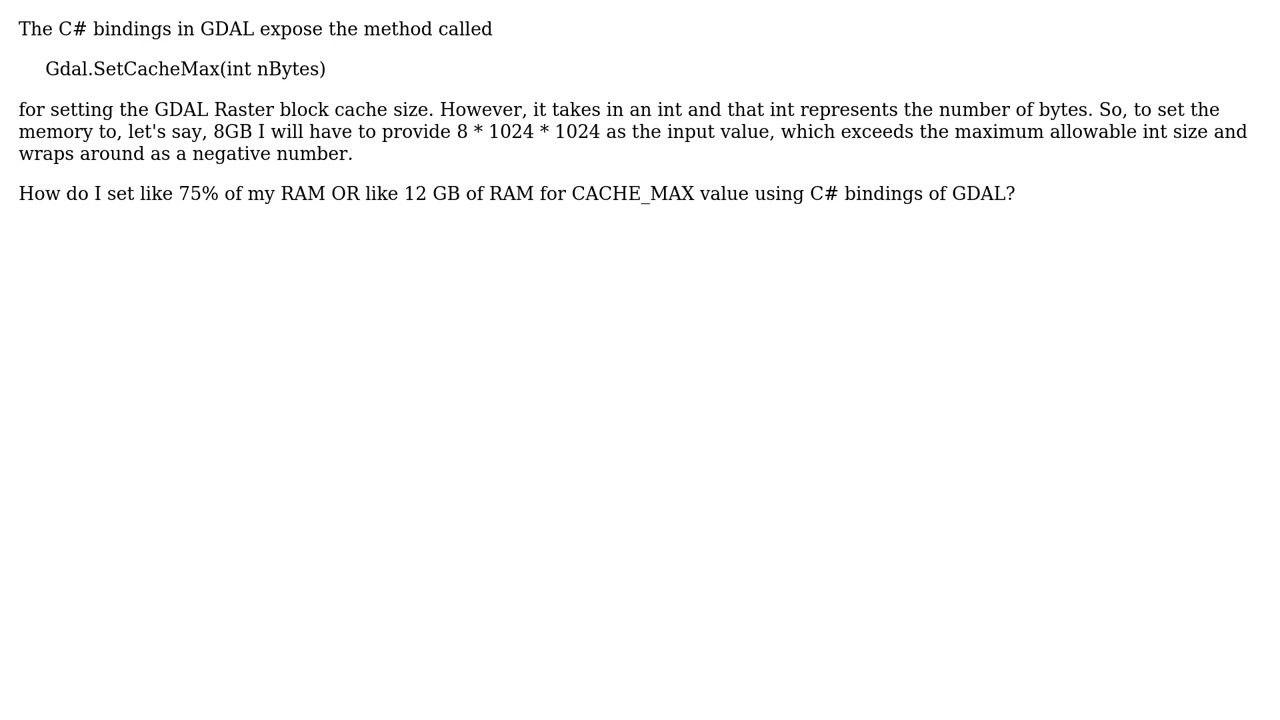 The C# bindings in GDAL expose the method called
Gdal.SetCacheMax(int nBytes)
for setting the GDAL Raster block cache size. However, it takes in an int and that int represents the number of bytes. So, to set the
memory to, let's say, 8GB I will have to provide 8 * 1024 * 1024 as the input value, which exceeds the maximum allowable int size and
wraps around as a negative number.
How do I set like 75% of my RAM OR like 12 GB of RAM for CACHE_MAX value using C# bindings of GDAL?